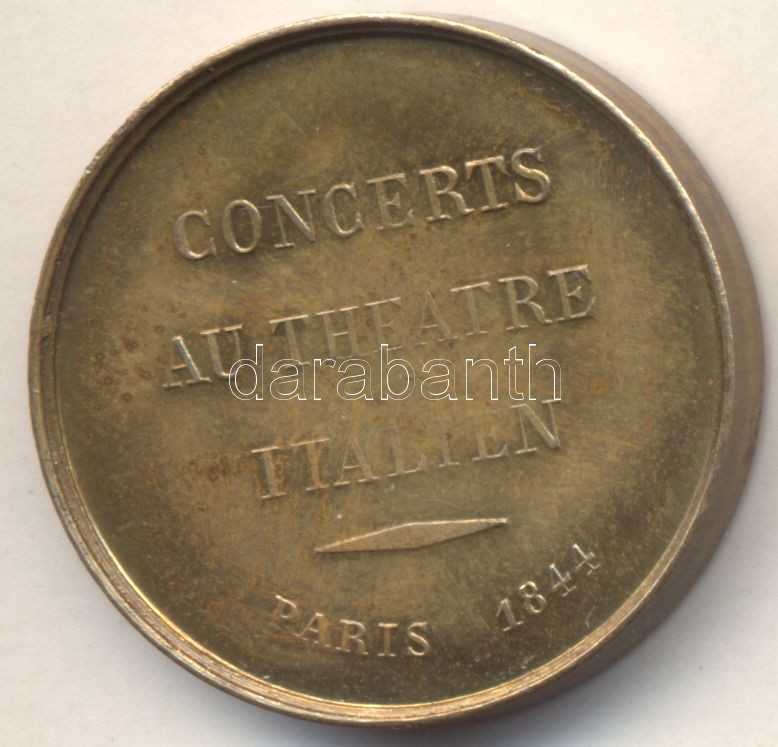 CONCERTS
AU THEATRE
darabanth
ITALIEN
PARIS 1844